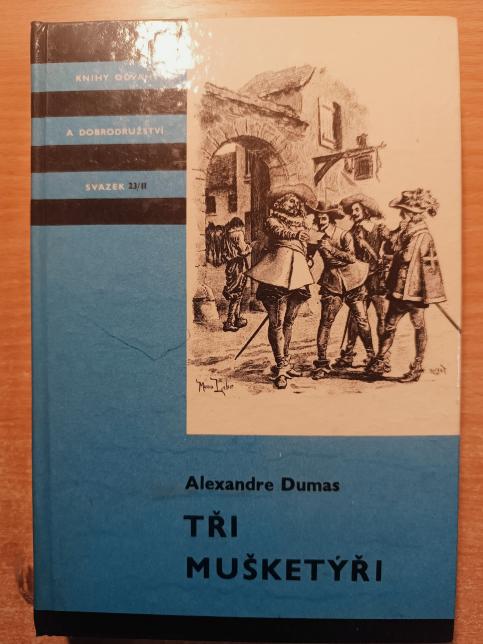 KNIHY ODVAHY
A DOBRODRUŽSTVÍ
SVAZEK 23/II
Alexandre Dumas
TŘI
MUŠKETÝŘI